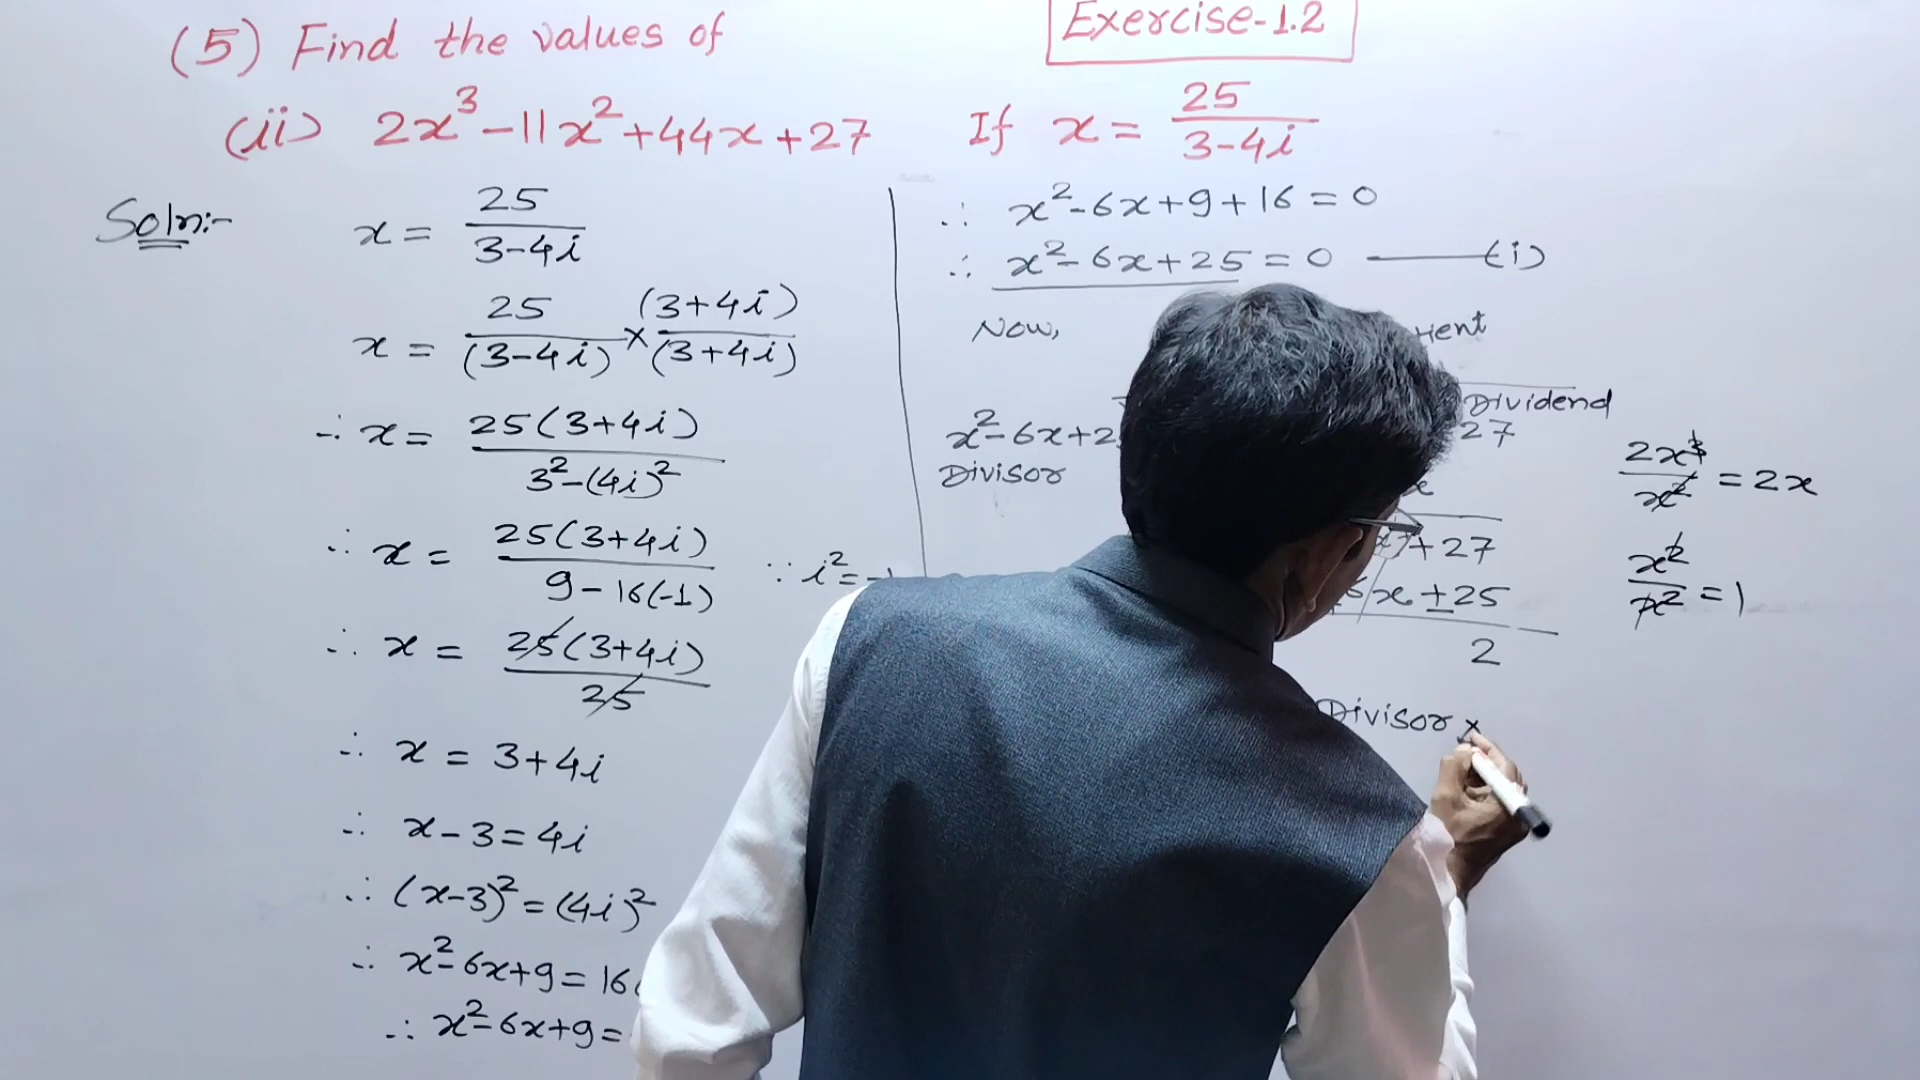 (5) Find the values of
Exercise-1.2
(ii) 2x³-11x²+44x+27 If x = 25/(3-4i)
Soln:-
x = 25/(3-4i)
x = 25/(3-4i) × (3+4i)/(3+4i)
∴ x = 25(3+4i)/(3²-(4i)²)
∴ x = 25(3+4i)/(9-16(-1)) ∵ i² = -1
∴ x = 25(3+4i)/25
∴ x = 3+4i
∴ x-3 = 4i
∴ (x-3)² = (4i)²
∴ x²-6x+9 = 16
∴ x²-6x+9 =
∴ x²-6x+9+16 = 0
∴ x²-6x+25 = 0 (i)
Now,
Dividend
x²-6x+2 27
Divisor
+27
x+25
2
Divisor ×
2x³/x² = 2x
x²/x² = 1